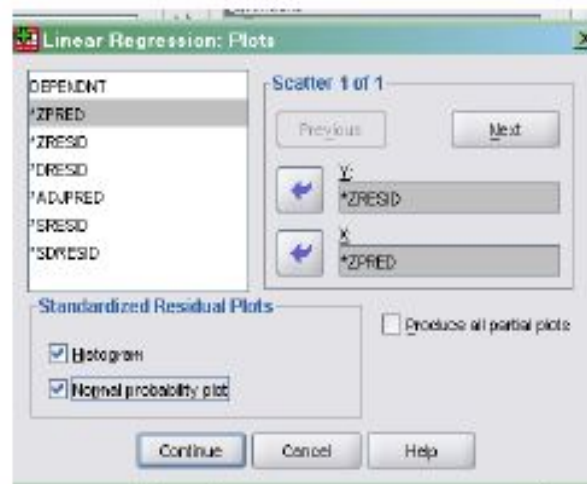 Linear Regression: Plots
DEPENDNT
*ZPRED
*ZRESID
*DRESID
*ADJPRED
*SRESID
*SDRESID
Scatter 1 of 1
Previous
Next
Y:
*ZRESID
X:
*ZPRED
Standardized Residual Plots
Histogram
Normal probability plot
Produce all partial plots
Continue
Cancel
Help